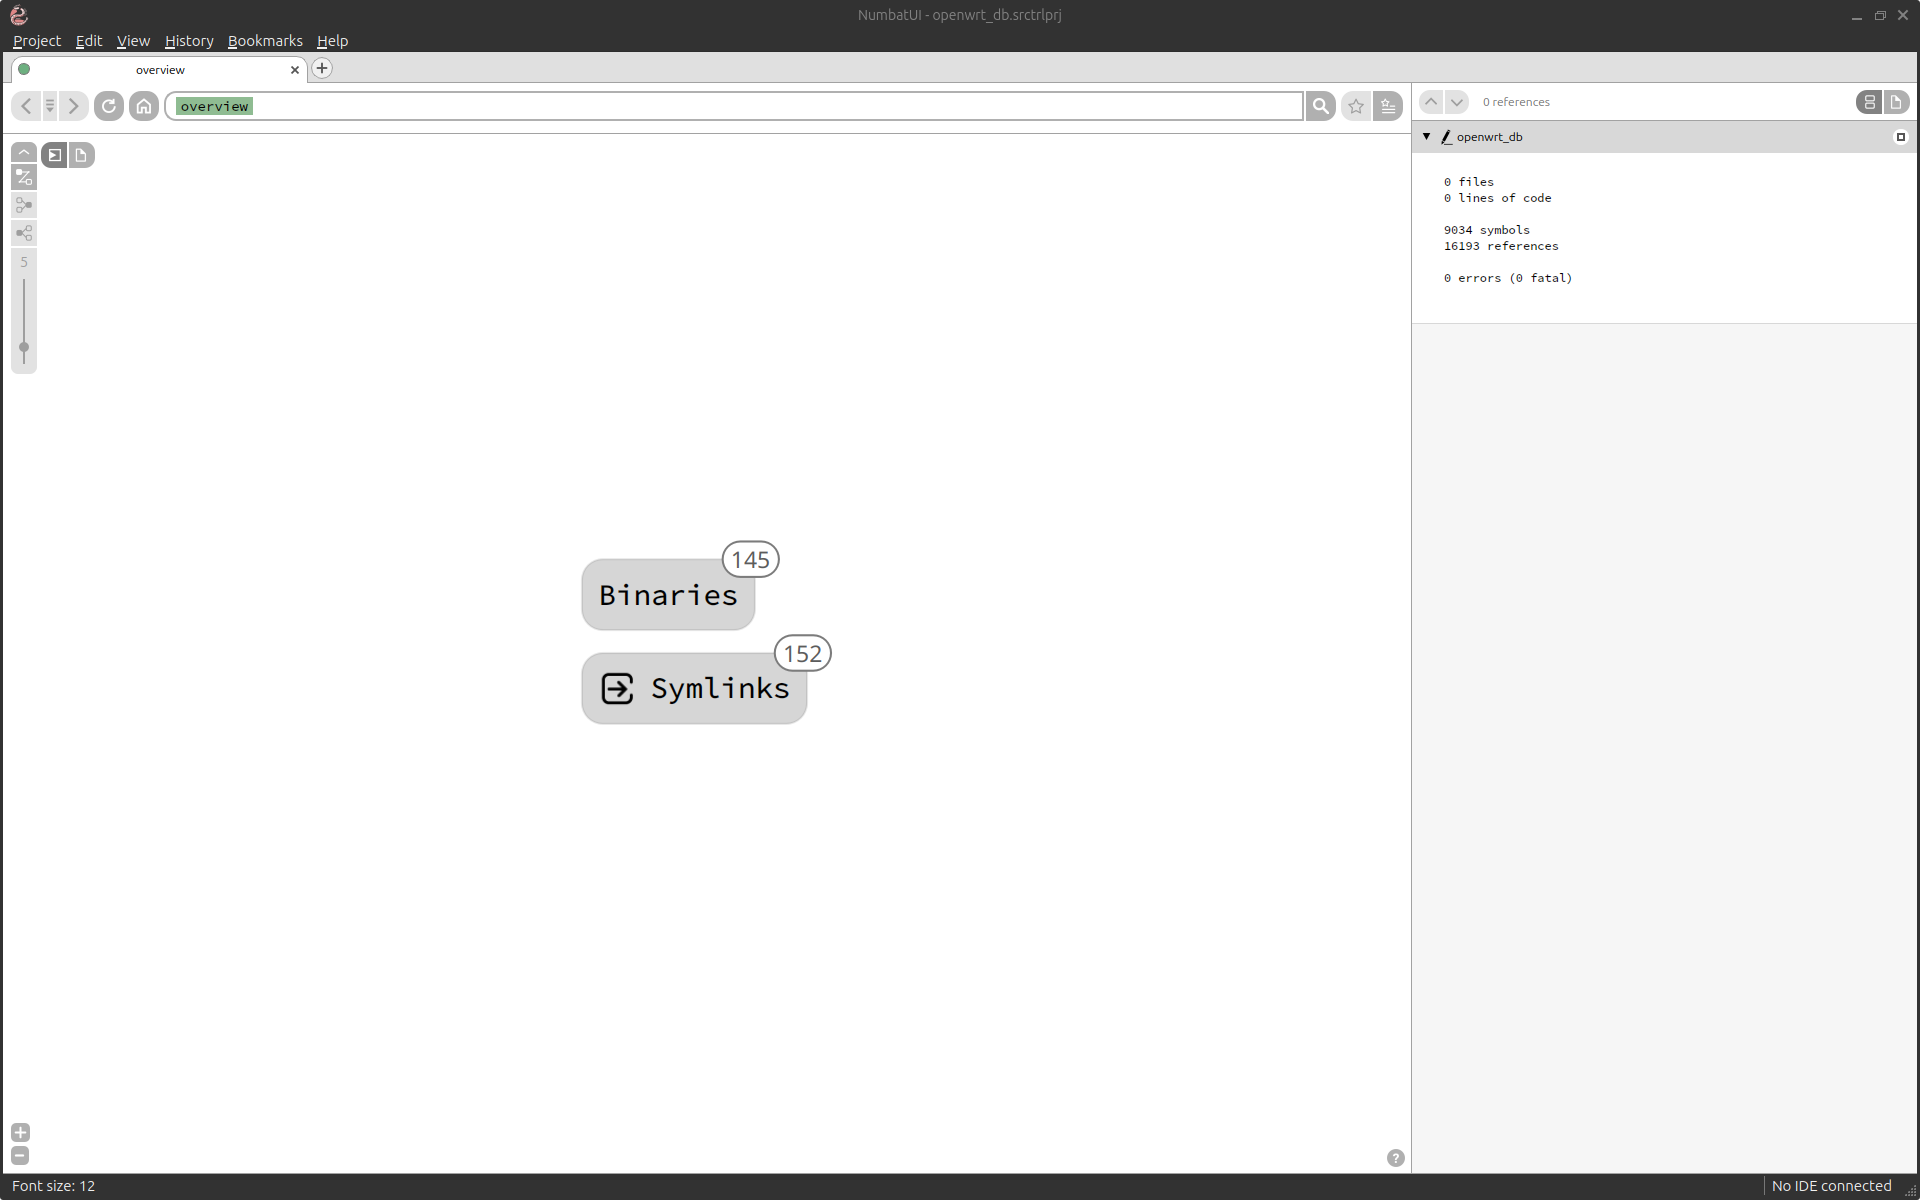 NumbatUI - openwrt_db.srctrlprj
Project Edit View History Bookmarks Help
overview
overview
0 references
openwrt_db
5
0 files
0 lines of code
9034 symbols
16193 references
0 errors (0 fatal)
145
Binaries
152
Symlinks
?
Font size: 12
No IDE connected